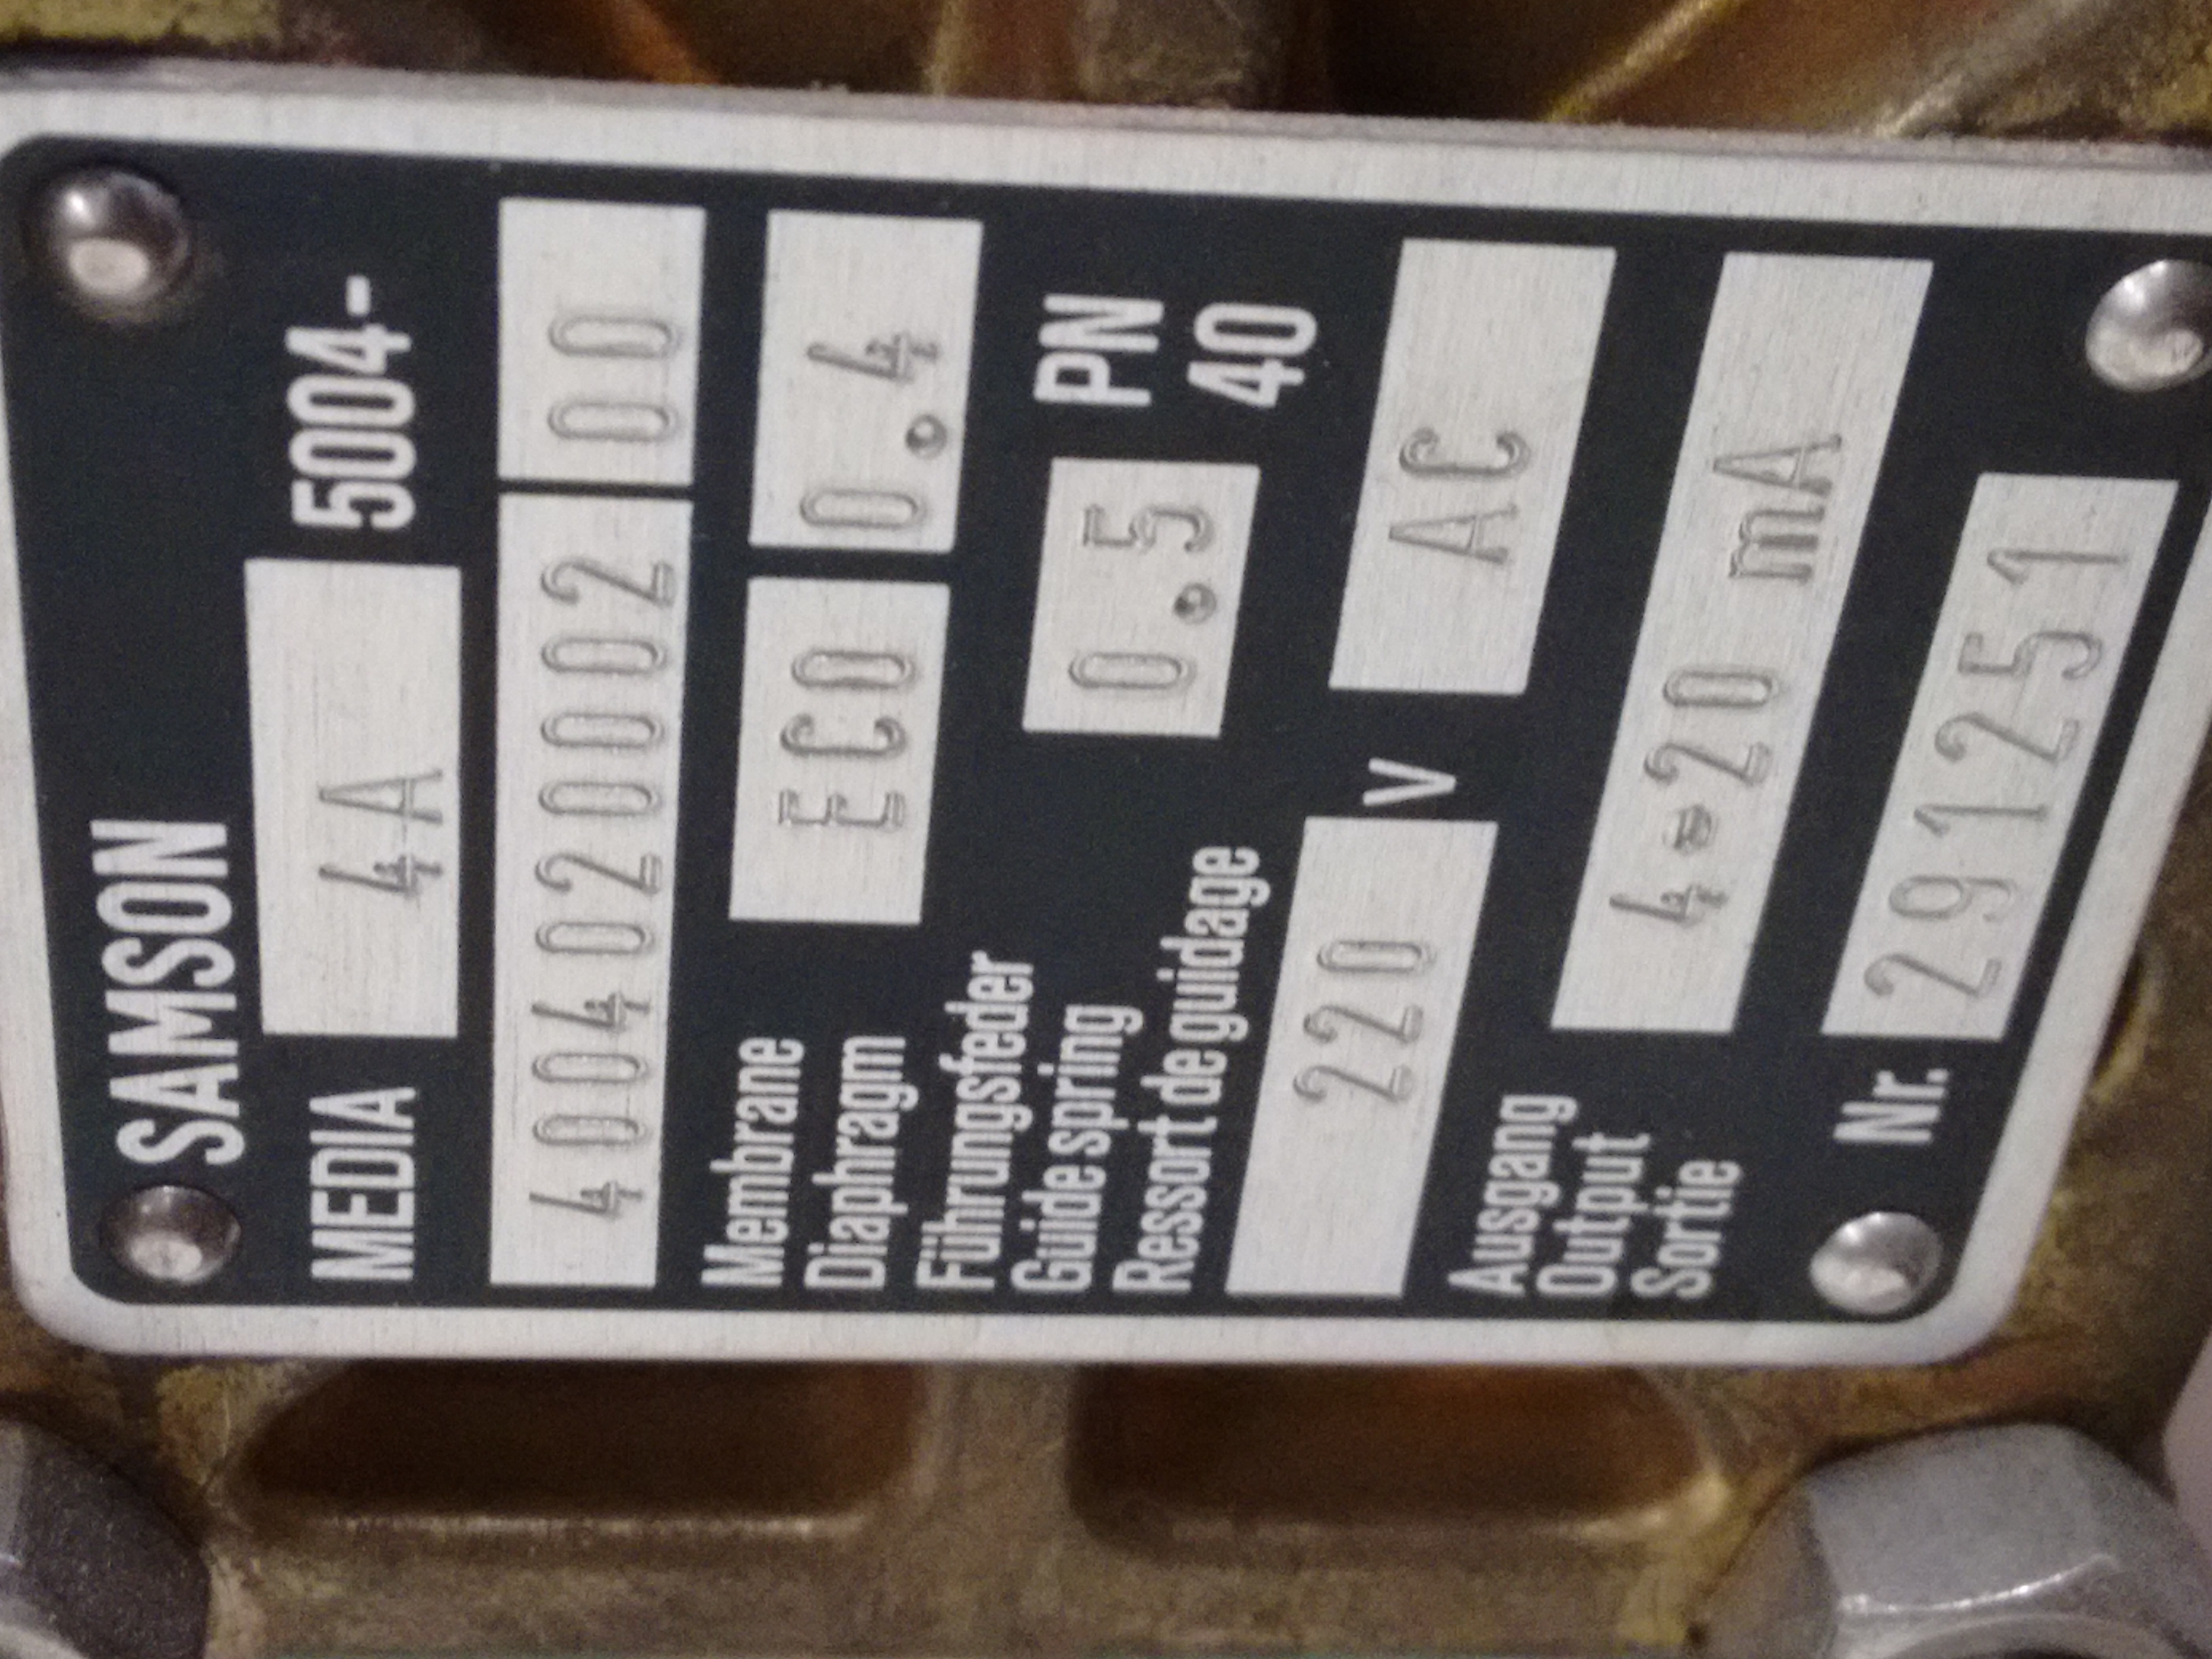 SAMSON
MEDIA 4A 5004-
4004020002 00
Membrane
Diaphragm ECO 0.4
Führungsfeder
Guide spring 0.5 PN
Ressort de guidage 40
220 V AC
Ausgang
Output 4-20 mA
Sortie
Nr. 291251